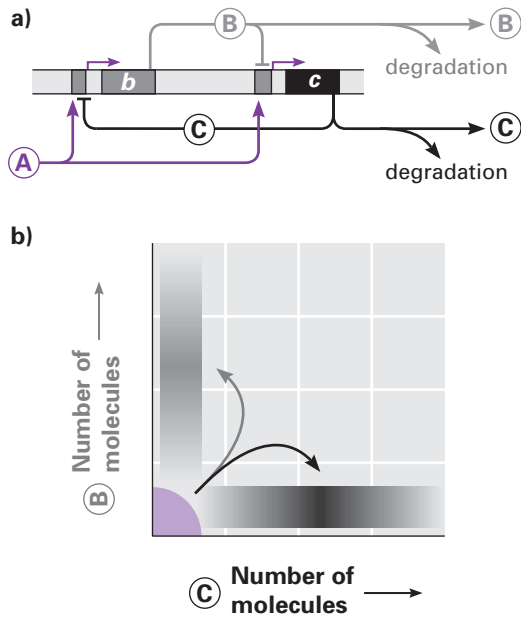 a)
B
B
degradation
b
c
C
C
A
degradation
b)
B
Number of
molecules
C
Number of
molecules